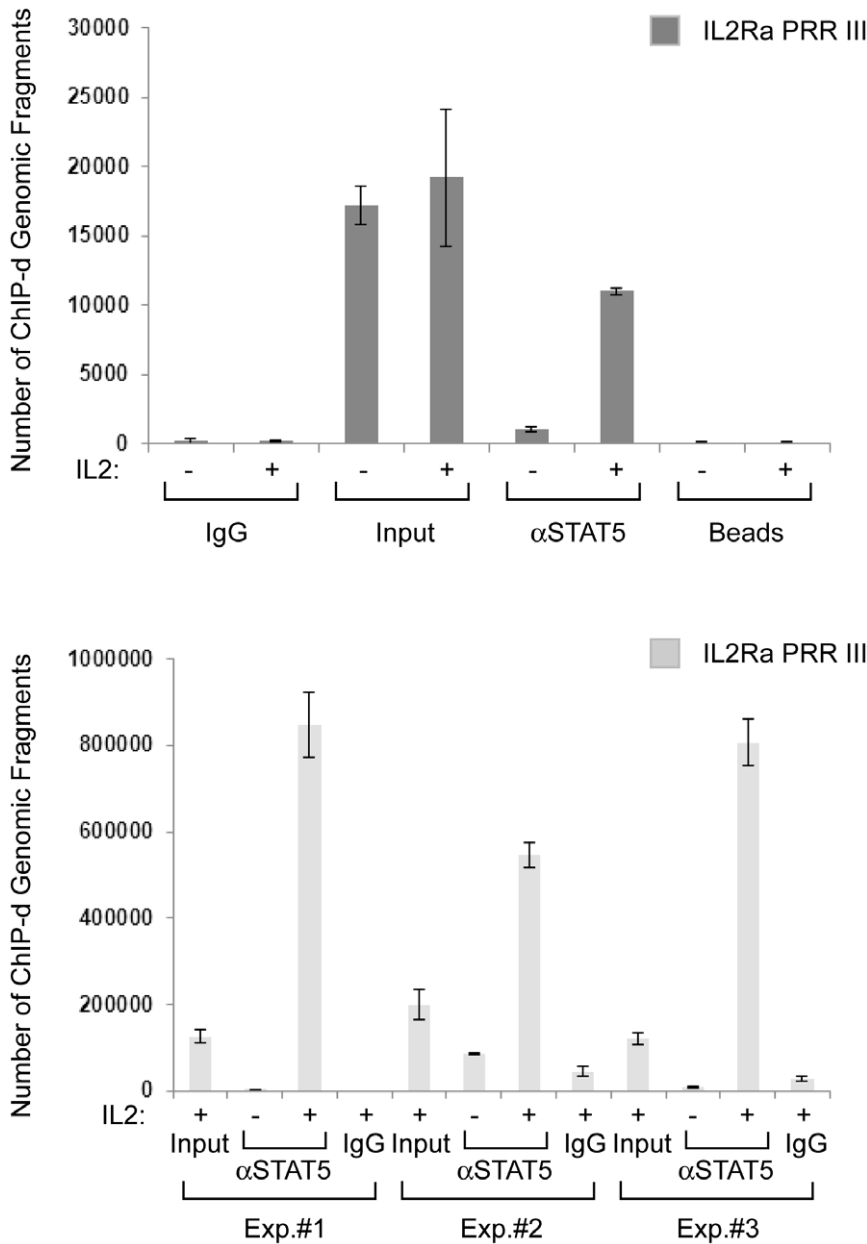 Number of ChIP-d Genomic Fragments
30000
25000
20000
15000
10000
5000
0
IL2Ra PRR III
IL2: - + - + - + - +
IgG Input αSTAT5 Beads
Number of ChIP-d Genomic Fragments
1000000
800000
600000
400000
200000
0
IL2Ra PRR III
IL2: + - + + + - + + + - + +
Input IgG Input IgG Input IgG
αSTAT5 αSTAT5 αSTAT5
Exp.#1 Exp.#2 Exp.#3